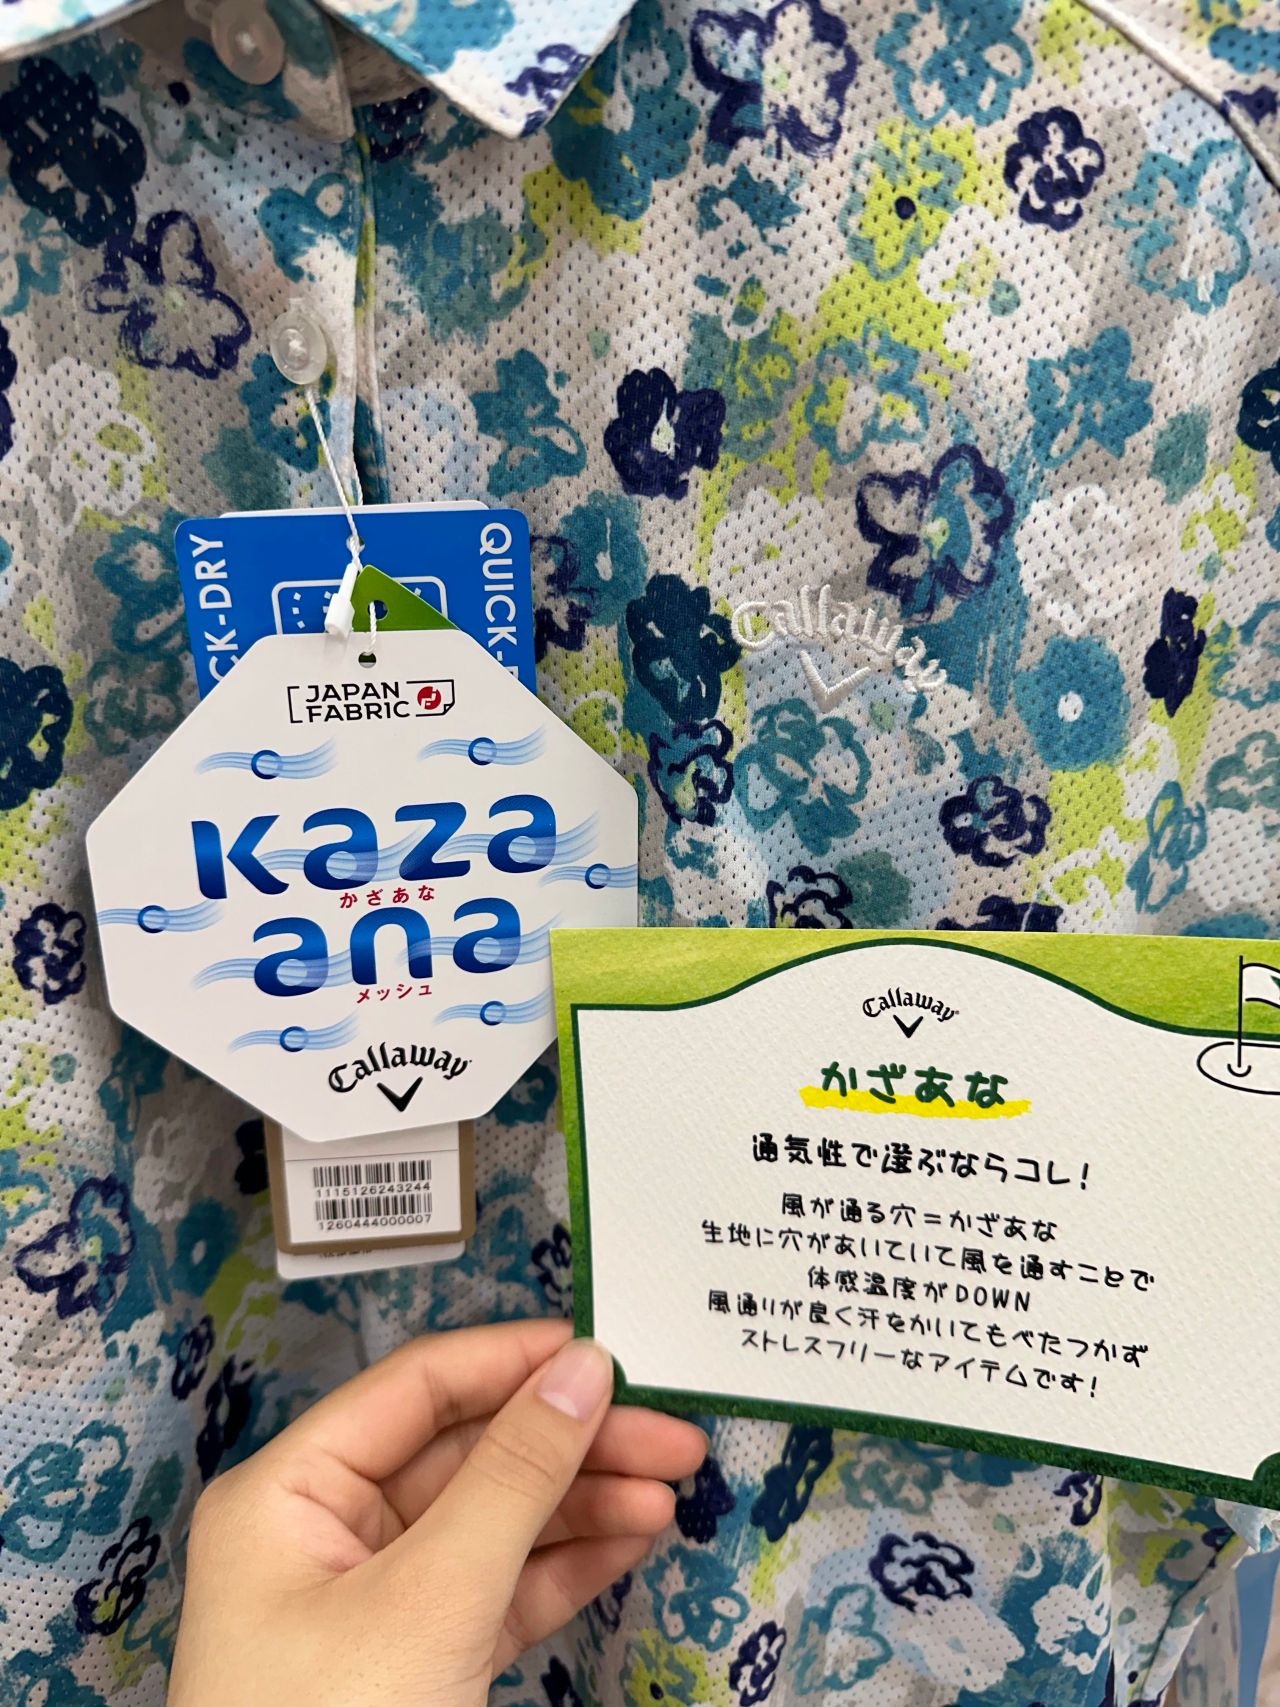 QUICK-DRY
CK-DRY
JAPAN
FABRIC
Kaza
かざあな
ana
メッシュ
Callaway
1115126243244
1260444000007
Callaway
Callaway
かざあな
通気性で選ぶならコレ!
風が通る穴=かざあな
生地に穴があいていて風を通すことで
体感温度がDOWN
風通りが良く汗をかいてもべたつかず
ストレスフリーなアイテムです!